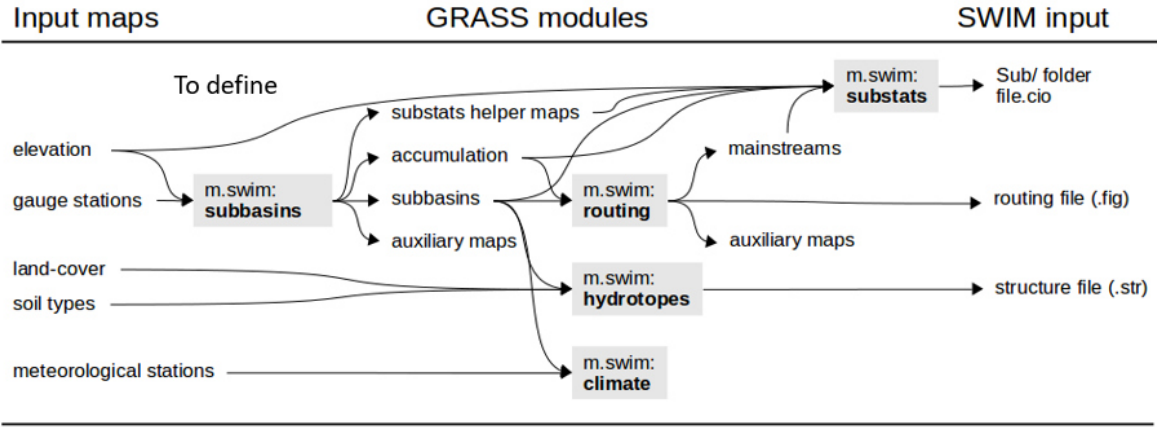 Input maps
GRASS modules
SWIM input
To define
m.swim:
substats
Sub/ folder
file.cio
substats helper maps
elevation
accumulation
mainstreams
gauge stations
m.swim:
subbasins
subbasins
m.swim:
routing
routing file (.fig)
auxiliary maps
auxiliary maps
land-cover
soil types
m.swim:
hydrotopes
structure file (.str)
meteorological stations
m.swim:
climate